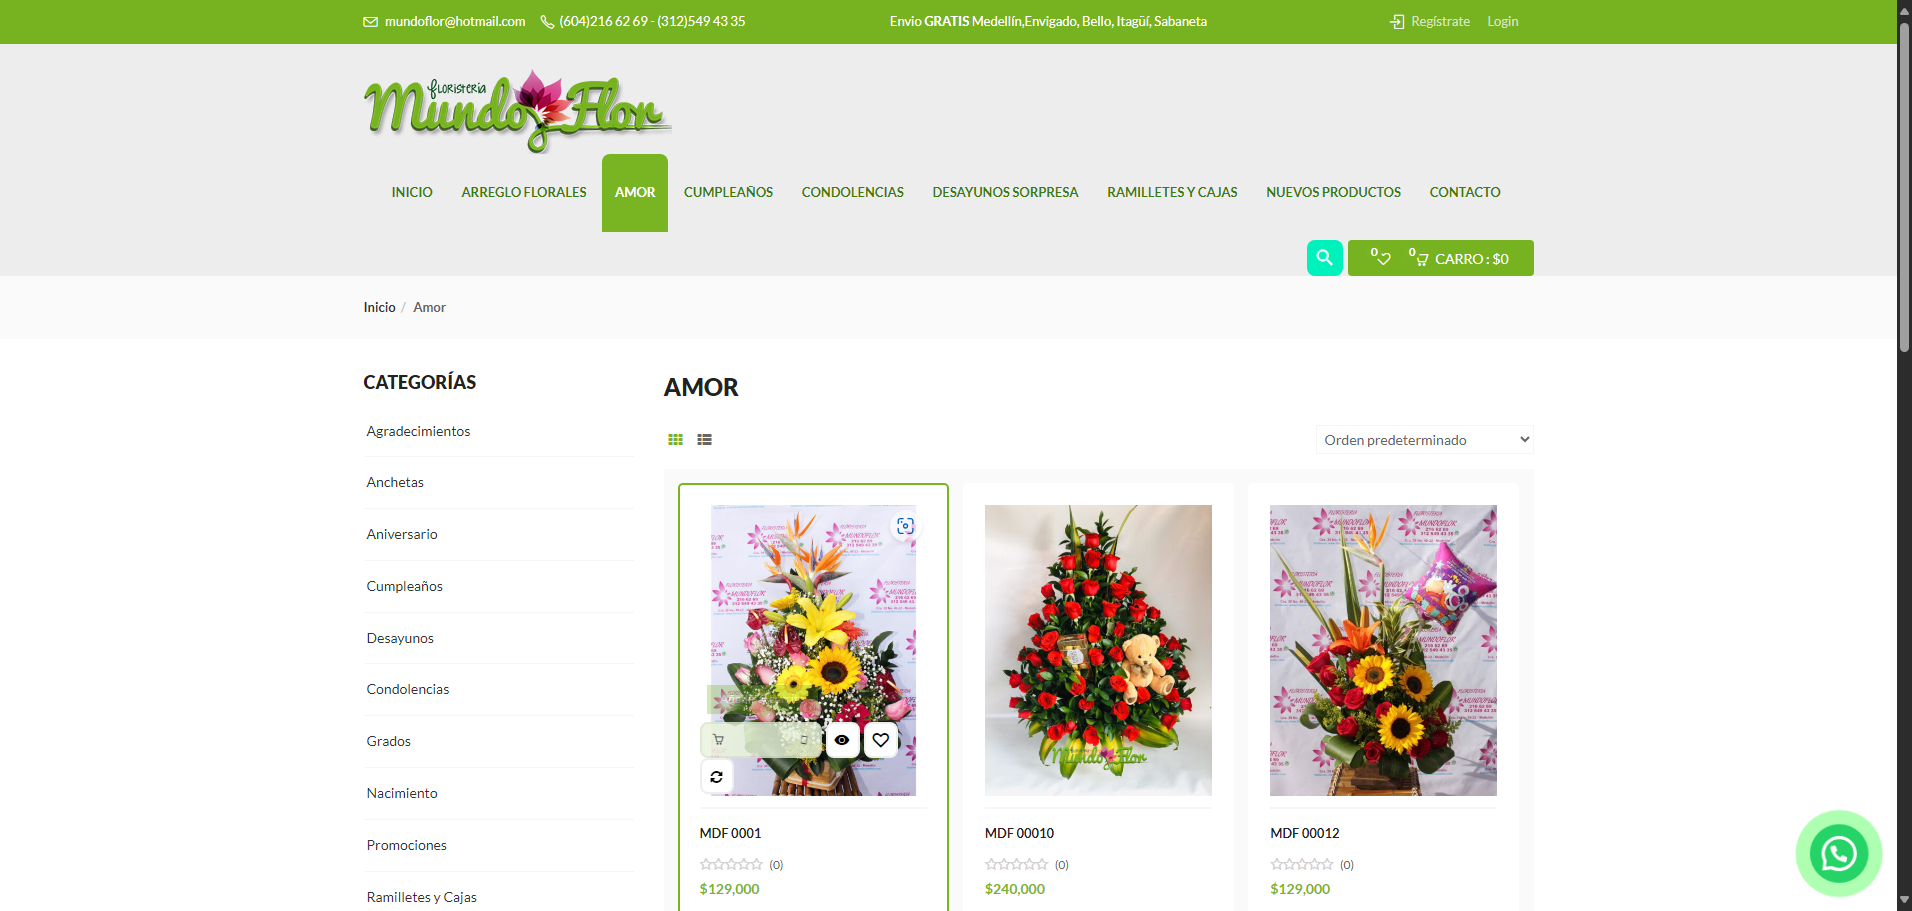 mundoflor@hotmail.com (604)216 62 69 - (312)549 43 35 Envio GRATIS Medellín,Envigado, Bello, Itagüí, Sabaneta Regístrate Login
FLORISTERIA
Mundo Flor
INICIO ARREGLO FLORALES AMOR CUMPLEAÑOS CONDOLENCIAS DESAYUNOS SORPRESA RAMILLETES Y CAJAS NUEVOS PRODUCTOS CONTACTO
0 0 CARRO : $0
Inicio / Amor
CATEGORÍAS
Agradecimientos
Anchetas
Aniversario
Cumpleaños
Desayunos
Condolencias
Grados
Nacimiento
Promociones
Ramilletes y Cajas
AMOR
Orden predeterminado
MundoFlor
MDF 0001
(0)
$129,000
MDF 00010
(0)
$240,000
MDF 00012
(0)
$129,000